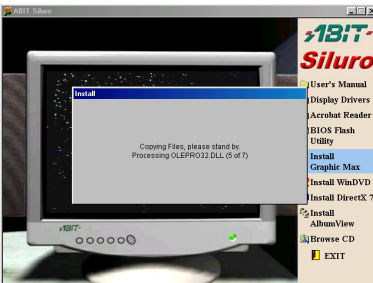 ABIT Siluro
ABIT
Siluro
User's Manual
Display Drivers
Acrobat Reader
BIOS Flash
Utility
Install
Graphic Max
Install WinDVD
Install DirectX 7
Install
AlbumView
Browse CD
EXIT
Install
Copying Files, please stand by.
Processing OLEPRO32.DLL (5 of 7)
ABIT